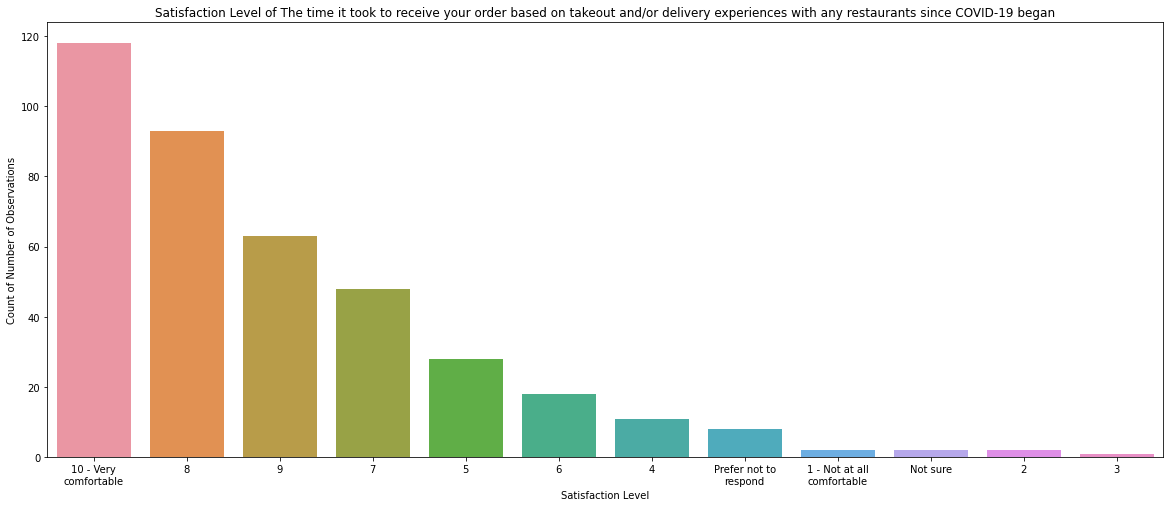 Satisfaction Level of The time it took to receive your order based on takeout and/or delivery experiences with any restaurants since COVID-19 began
Count of Number of Observations
120
100
80
60
40
20
0
10 - Very
comfortable
8
9
7
5
6
4
Prefer not to
respond
1 - Not at all
comfortable
Not sure
2
3
Satisfaction Level